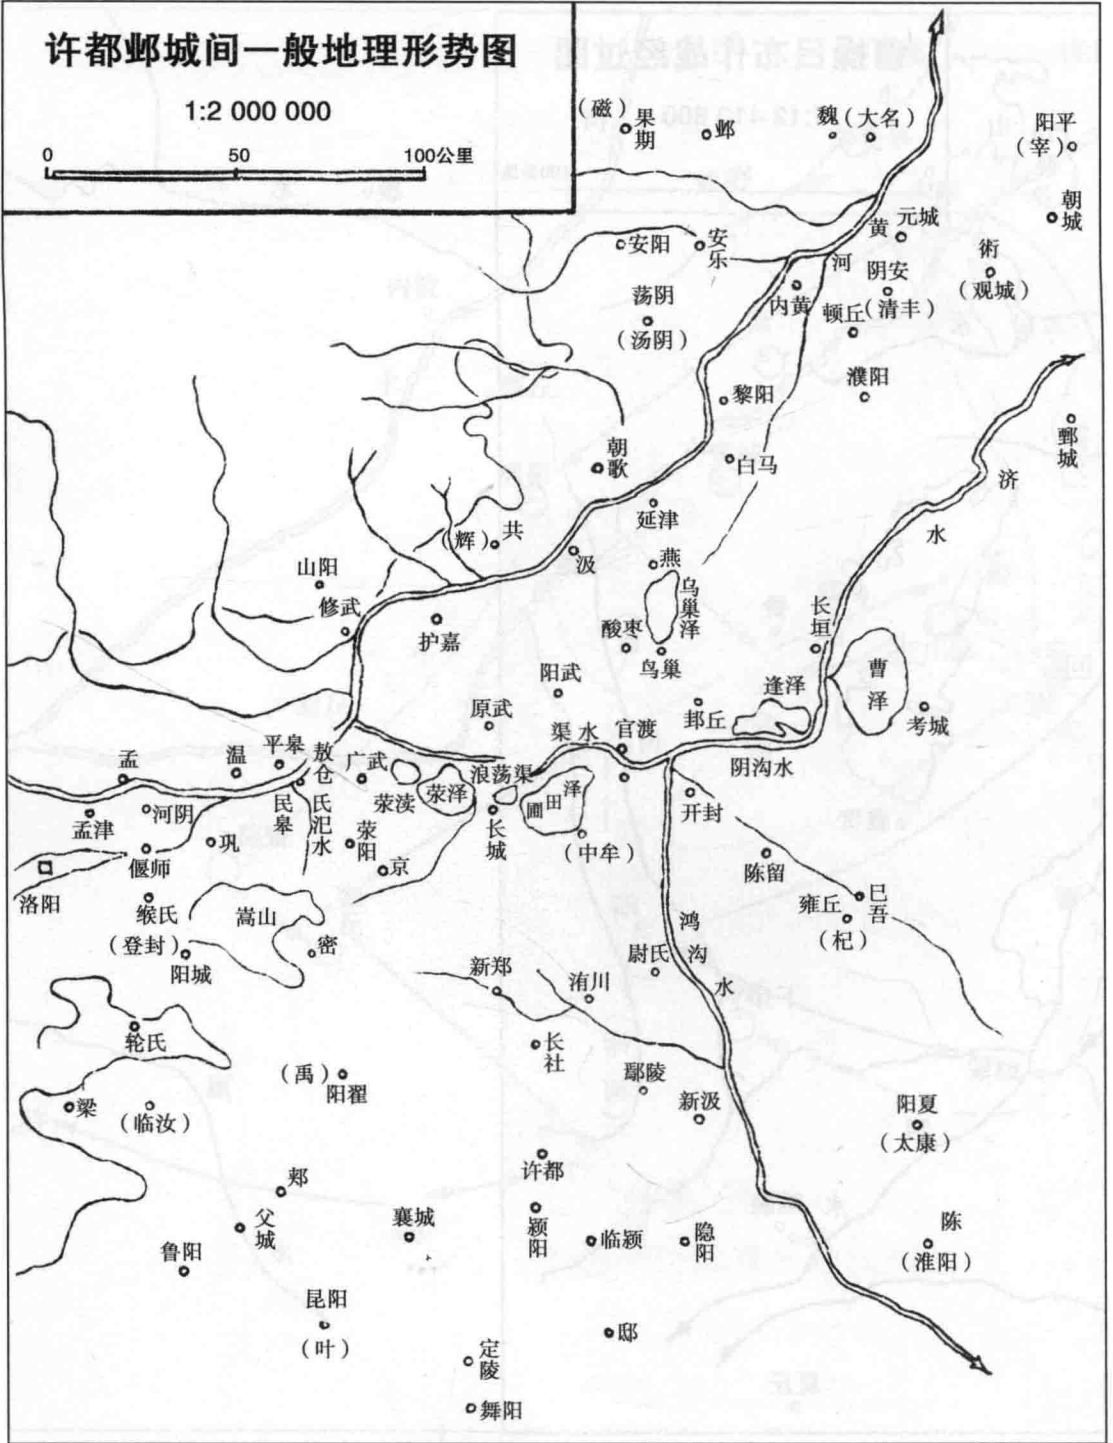 许都邺城间一般地理形势图
1:2 000 000
0 50 100公里
(磁)
果期
邺
魏(大名)
阳平
(宰)
朝城
元城
黄
河
術
(观城)
安阳
安乐
荡阴
(汤阴)
内黄
阴安
(清丰)
顿丘
濮阳
黎阳
鄄城
朝歌
白马
济
水
延津
共
(辉)
汲
燕
乌巢泽
山阳
修武
护嘉
酸枣
鸟巢
长垣
阳武
曹泽
逢泽
原武
渠水
官渡
封丘
考城
孟
温
平皋
敖仓
广武
浪荡渠
阴沟水
荥渎
荥泽
圃田泽
开封
孟津
河阴
民皋
氏汜水
长城
巩
荥阳
京
(中牟)
偃师
洛阳
陈留
缑氏
嵩山
雍丘
(杞)
巳吾
(登封)
阳城
密
鸿
沟
水
尉氏
新郑
洧川
轮氏
长社
(禹)
阳翟
鄢陵
梁
(临汝)
新汲
阳夏
(太康)
许都
郏
父城
襄城
颍阳
临颍
隐阳
陈
(淮阳)
鲁阳
昆阳
(叶)
邸
定陵
舞阳